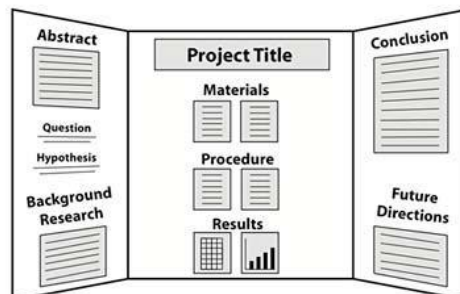 Abstract
Question
Hypothesis
Background
Research
Project Title
Materials
Procedure
Results
Conclusion
Future
Directions